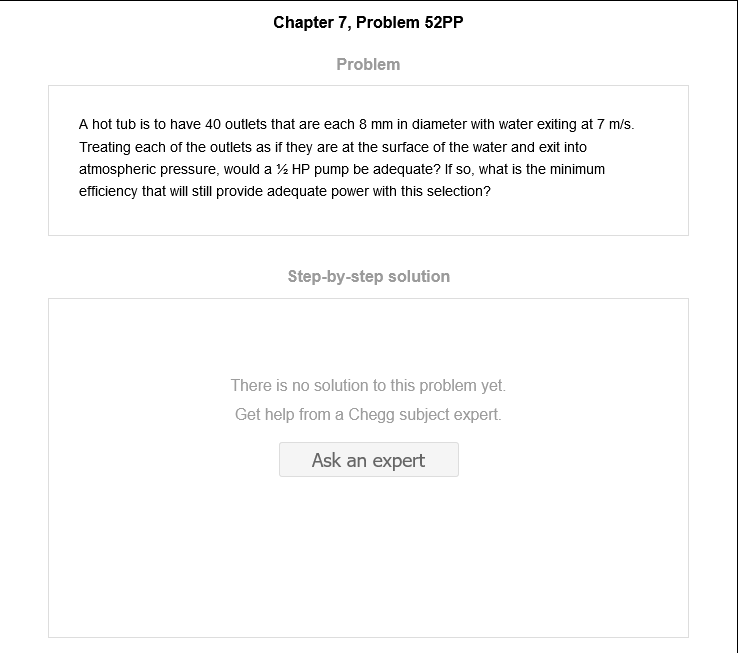 Chapter 7, Problem 52PP
Problem
A hot tub is to have 40 outlets that are each 8 mm in diameter with water exiting at 7 m/s.
Treating each of the outlets as if they are at the surface of the water and exit into
atmospheric pressure, would a ½ HP pump be adequate? If so, what is the minimum
efficiency that will still provide adequate power with this selection?
Step-by-step solution
There is no solution to this problem yet.
Get help from a Chegg subject expert.
Ask an expert